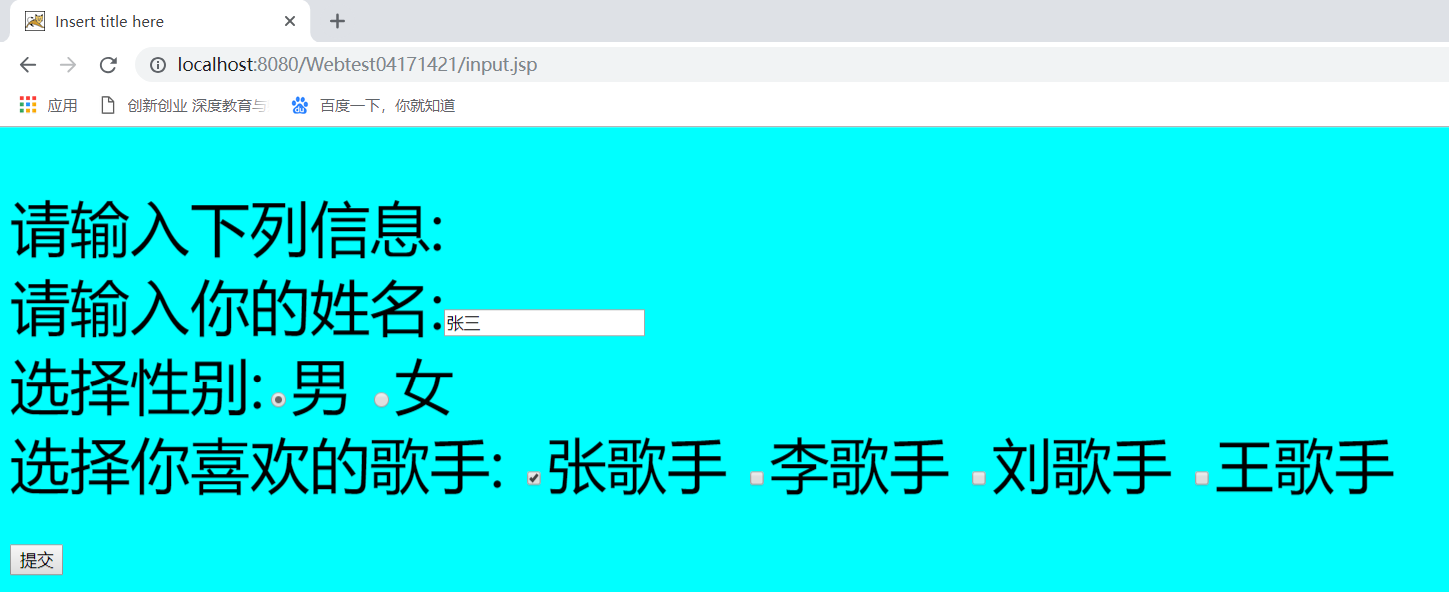 Insert title here
localhost:8080/Webtest04171421/input.jsp
应用 创新创业 深度教育与 百度一下，你就知道
请输入下列信息:
请输入你的姓名:张三
选择性别: 男 女
选择你喜欢的歌手: 张歌手 李歌手 刘歌手 王歌手
提交